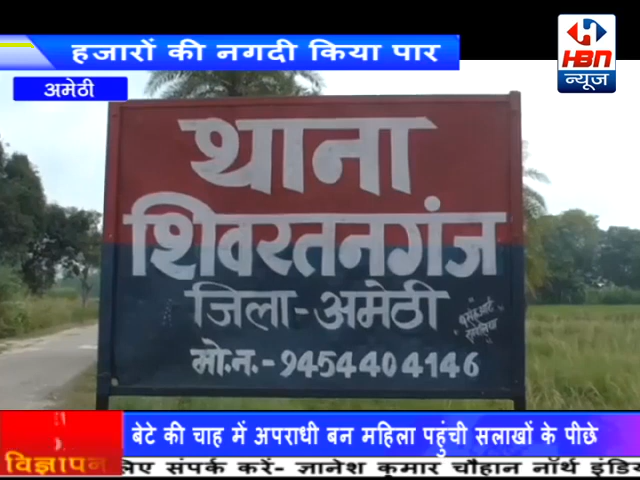 हजारों की नगदी किया पार
HBN
न्यूज
अमेठी
थाना
शिवरतनगंज
जिला-अमेठी
मो.न.-9454404146
बेटे की चाह में अपराधी बन महिला पहुंची सलाखों के पीछे
विज्ञापन लिए संपर्क करें- ज्ञानेश कुमार चौहान नॉर्थ इंडिय